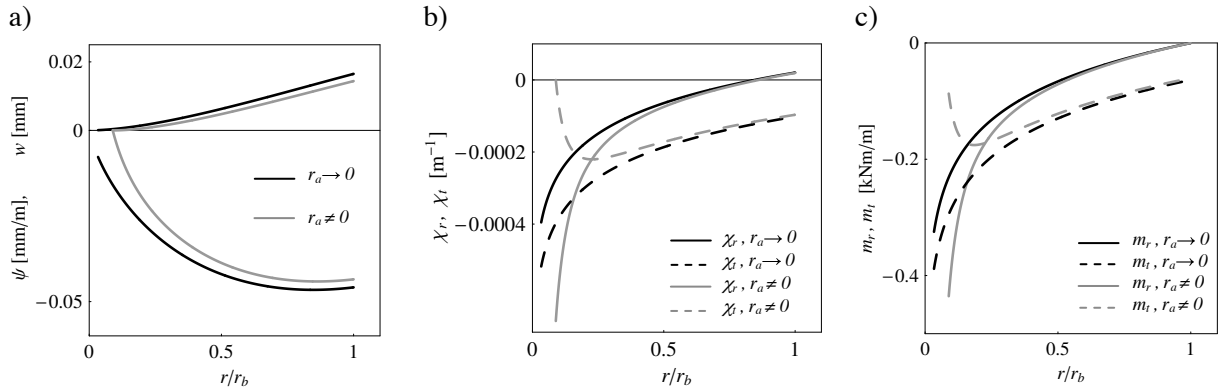 a)
0.02
0
−0.05
ψ [mm/m], w [mm]
r_a→0
r_a≠0
0
0.5
1
r/r_b
b)
0
−0.0002
−0.0004
χ_r, χ_t [m⁻¹]
χ_r, r_a→0
χ_t, r_a→0
χ_r, r_a≠0
χ_t, r_a≠0
0
0.5
1
r/r_b
c)
0
−0.2
−0.4
m_r, m_t [kNm/m]
m_r, r_a→0
m_t, r_a→0
m_r, r_a≠0
m_t, r_a≠0
0
0.5
1
r/r_b